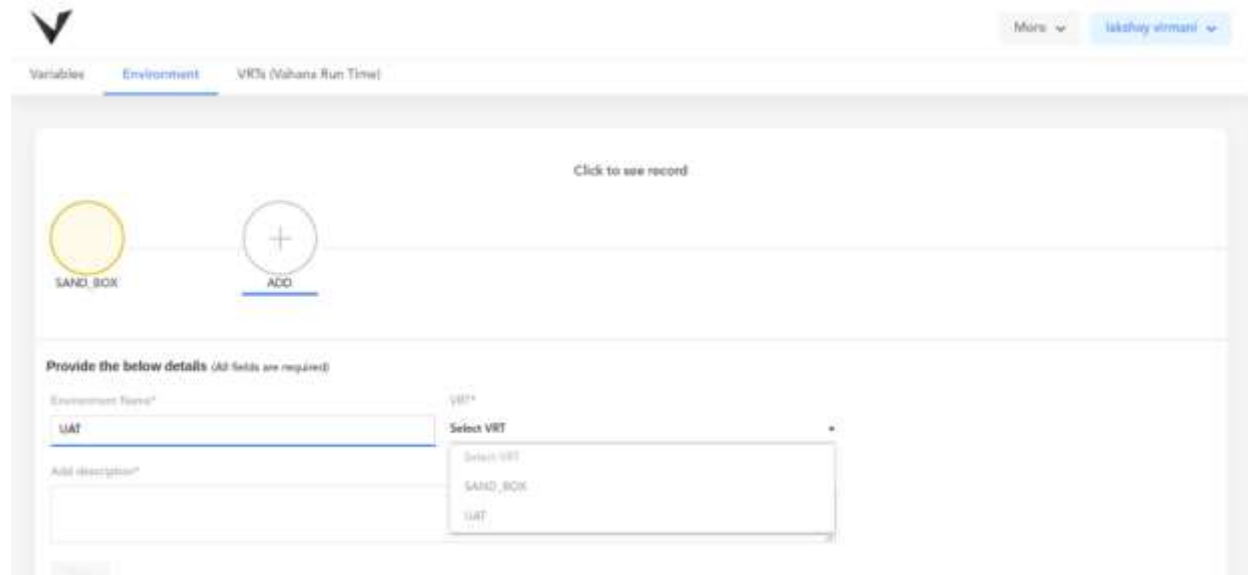 More
lakshay virmani
Variables Environment VRTs (Vahana Run Time)
Click to see record
SAND_BOX ADD
Provide the below details (All fields are required)
Environment Name* VRT*
UAT Select VRT
Select VRT
Add description*
SAND_BOX
UAT